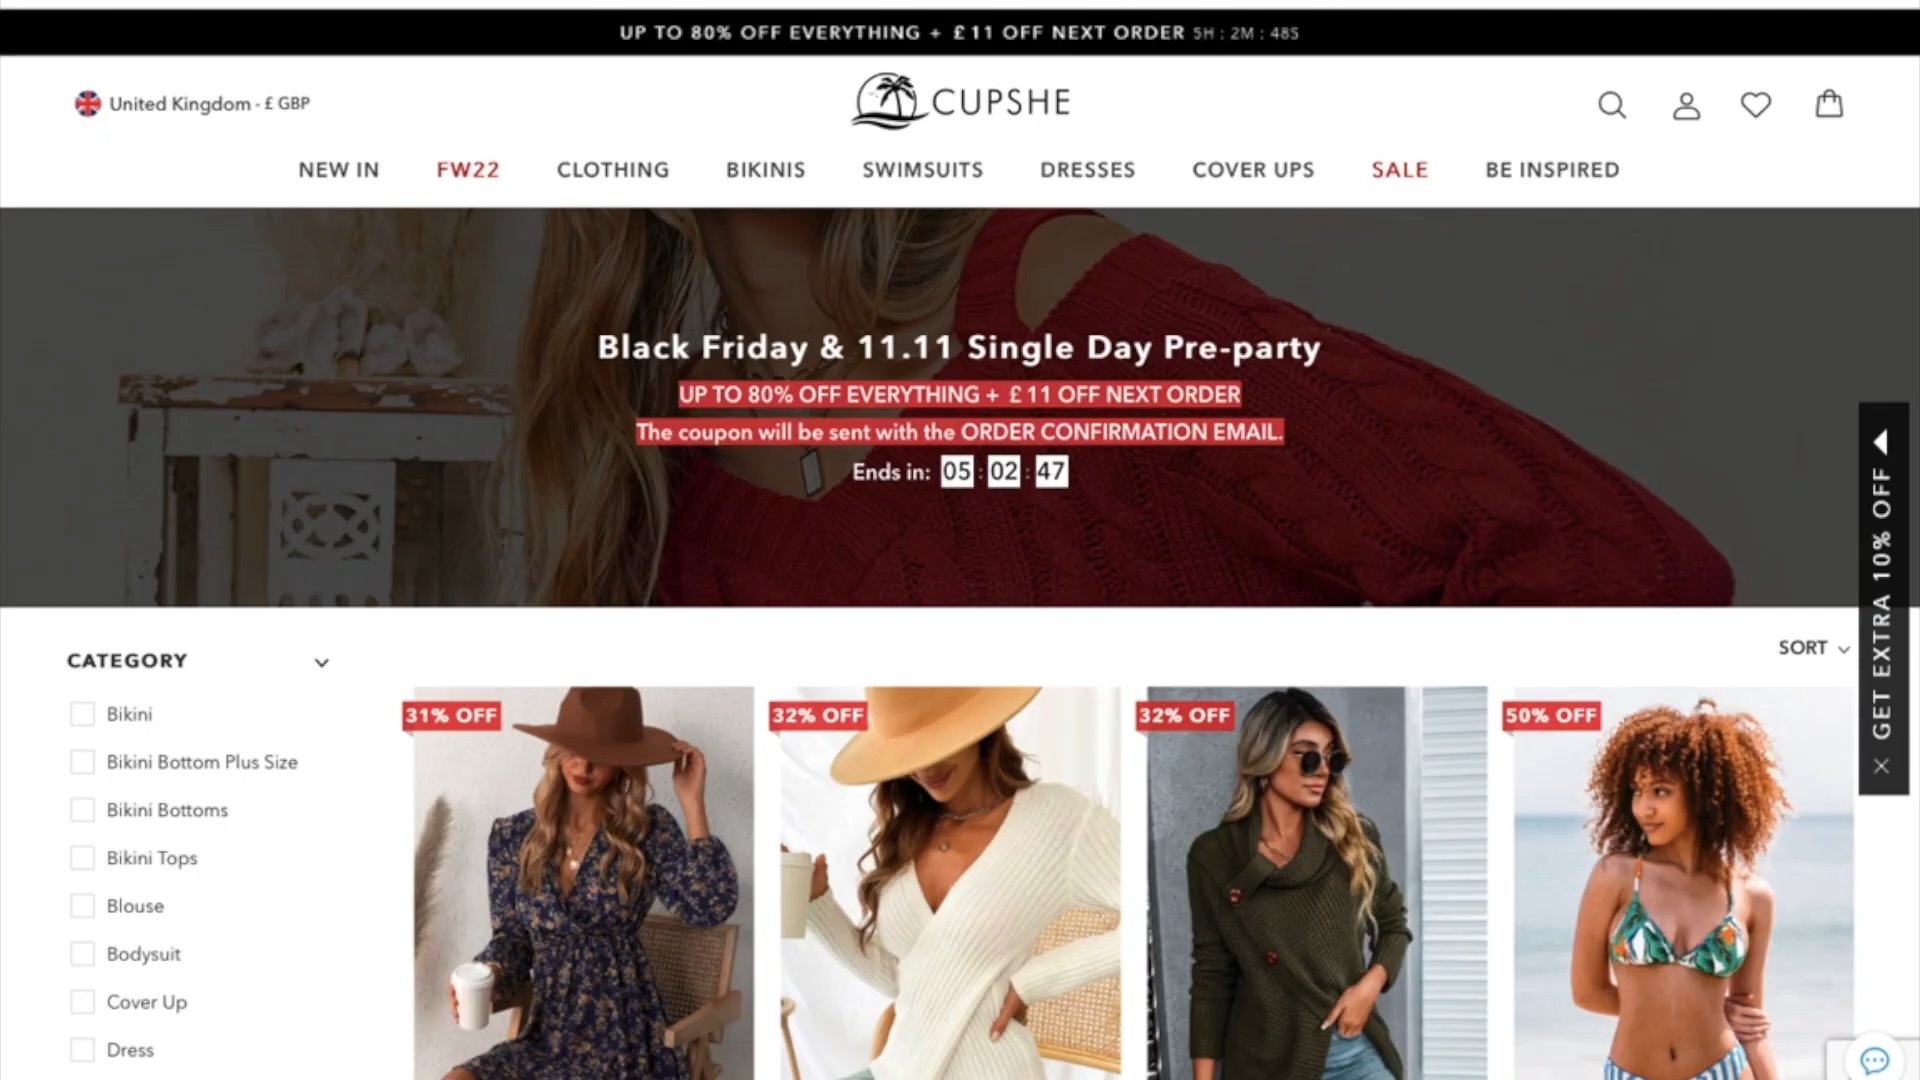 UP TO 80% OFF EVERYTHING + £11 OFF NEXT ORDER 5H : 2M : 48S
United Kingdom - £ GBP
CUPSHE
NEW IN FW22 CLOTHING BIKINIS SWIMSUITS DRESSES COVER UPS SALE BE INSPIRED
Black Friday & 11.11 Single Day Pre-party
UP TO 80% OFF EVERYTHING + £11 OFF NEXT ORDER
The coupon will be sent with the ORDER CONFIRMATION EMAIL.
Ends in: 05 : 02 : 47
GET EXTRA 10% OFF
SORT
CATEGORY
Bikini
Bikini Bottom Plus Size
Bikini Bottoms
Bikini Tops
Blouse
Bodysuit
Cover Up
Dress
31% OFF
32% OFF
32% OFF
50% OFF